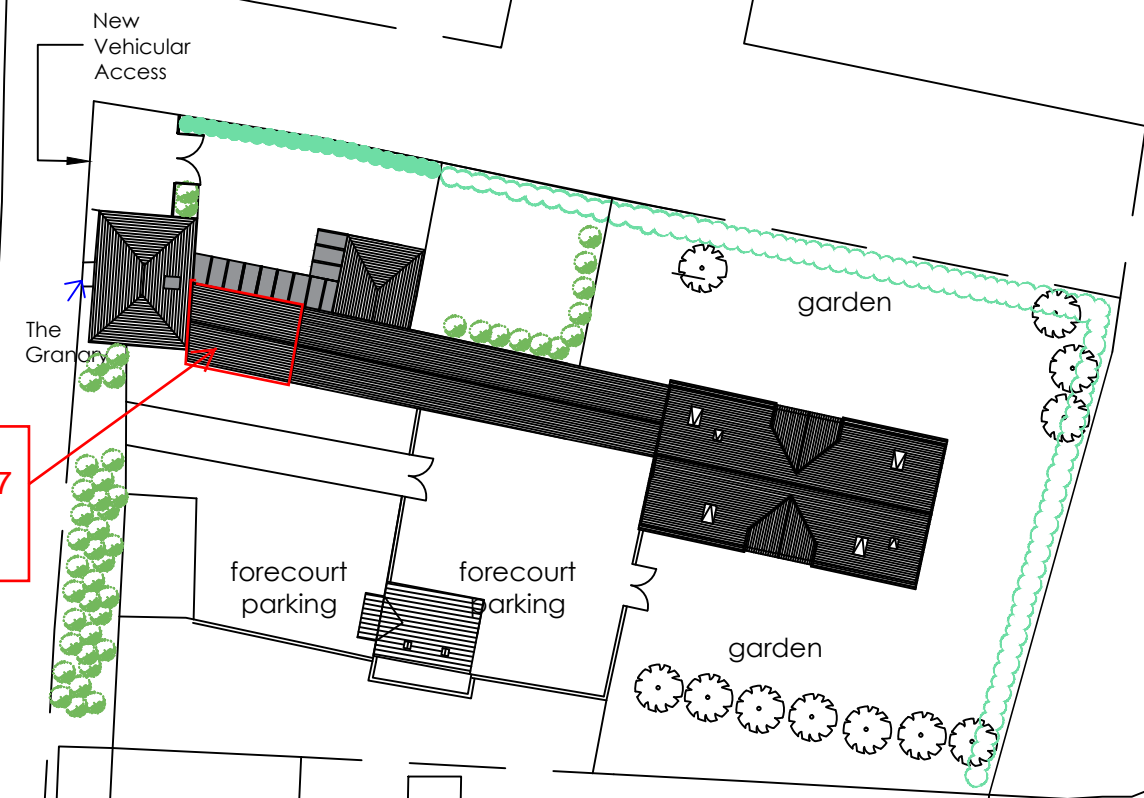 New
Vehicular
Access
garden
The
Granary
7
forecourt
parking
forecourt
parking
garden